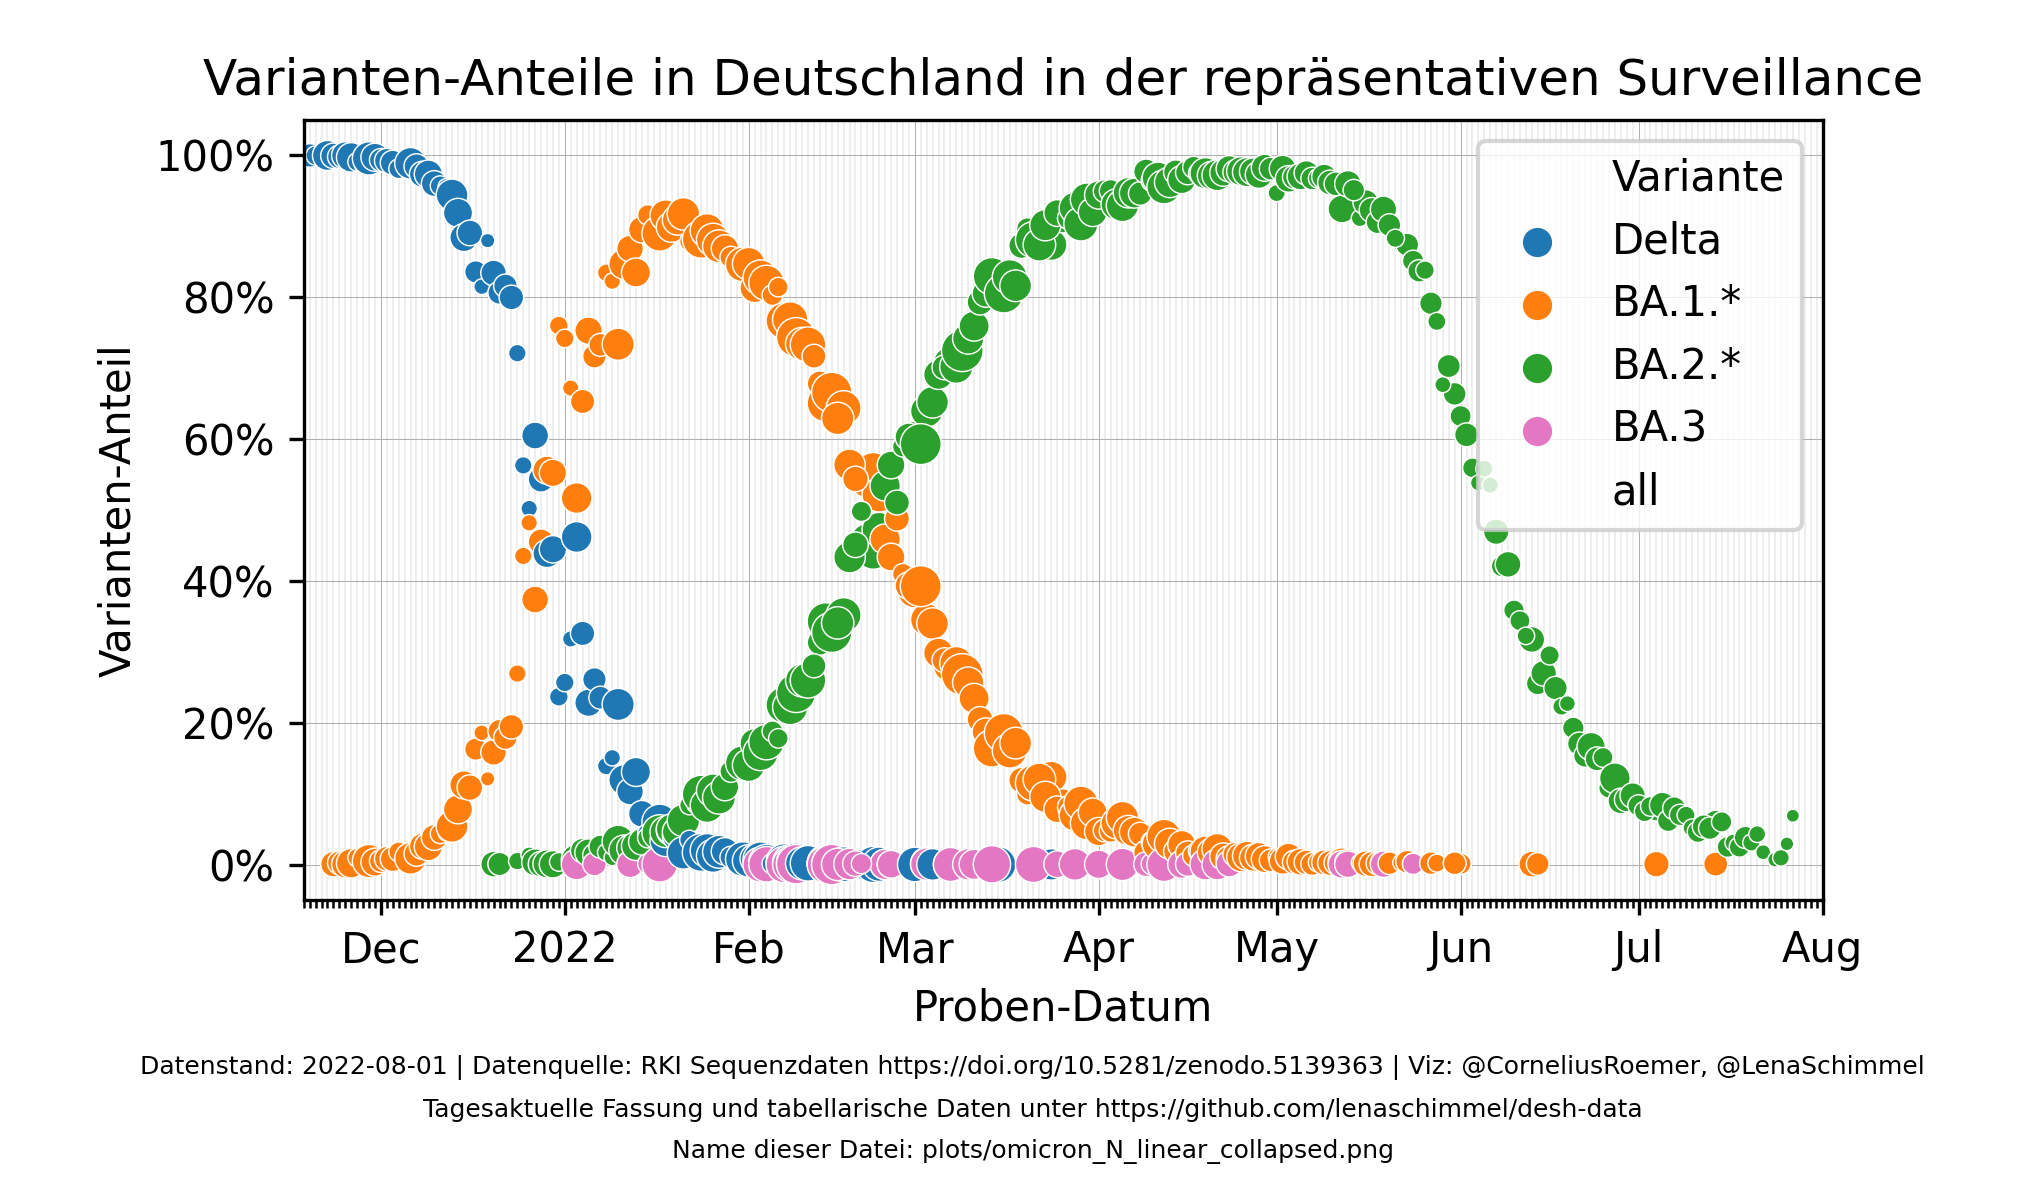 Varianten-Anteile in Deutschland in der repräsentativen Surveillance
100%
80%
60%
40%
20%
0%
Varianten-Anteil
Variante
Delta
BA.1.*
BA.2.*
BA.3
all
Dec 2022 Feb Mar Apr May Jun Jul Aug
Proben-Datum
Datenstand: 2022-08-01 | Datenquelle: RKI Sequenzdaten https://doi.org/10.5281/zenodo.5139363 | Viz: @CorneliusRoemer, @LenaSchimmel
Tagesaktuelle Fassung und tabellarische Daten unter https://github.com/lenaschimmel/desh-data
Name dieser Datei: plots/omicron_N_linear_collapsed.png